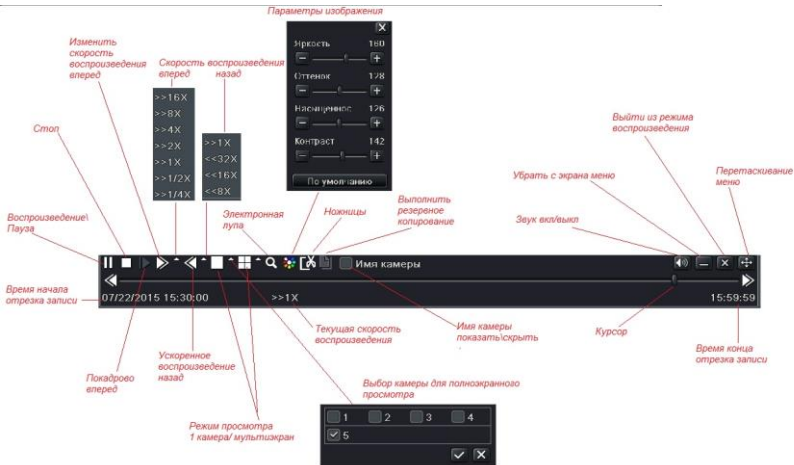 Параметры изображения
Яркость 160
Оттенок 128
Насыщеннос 126
Контраст 142
По умолчанию
Изменить
скорость
воспроизведения
вперед
Скорость воспроизведения
вперед назад
>>16X
>>8X
>>4X
>>2X
>>1X
>>1/2X
>>1/4X
>>1X
<<32X
<<16X
<<8X
Стоп
Воспроизведение\
Пауза
Электронная
лупа
Ножницы
Выполнить
резервное
копирование
Выйти из режима
воспроизведения
Убрать с экрана меню
Звук вкл/выкл
Перетаскивание
меню
Имя камеры
07/22/2015 15:30:00 >>1X 15:59:59
Время начала
отрезка записи
Покадрово
вперед
Ускоренное
воспроизведение
назад
Режим просмотра
1 камера/ мультиэкран
Текущая скорость
воспроизведения
Имя камеры
показать\скрыть
.
Курсор
Время конца
отрезка записи
Выбор камеры для полноэкранного
просмотра
1 2 3 4
5